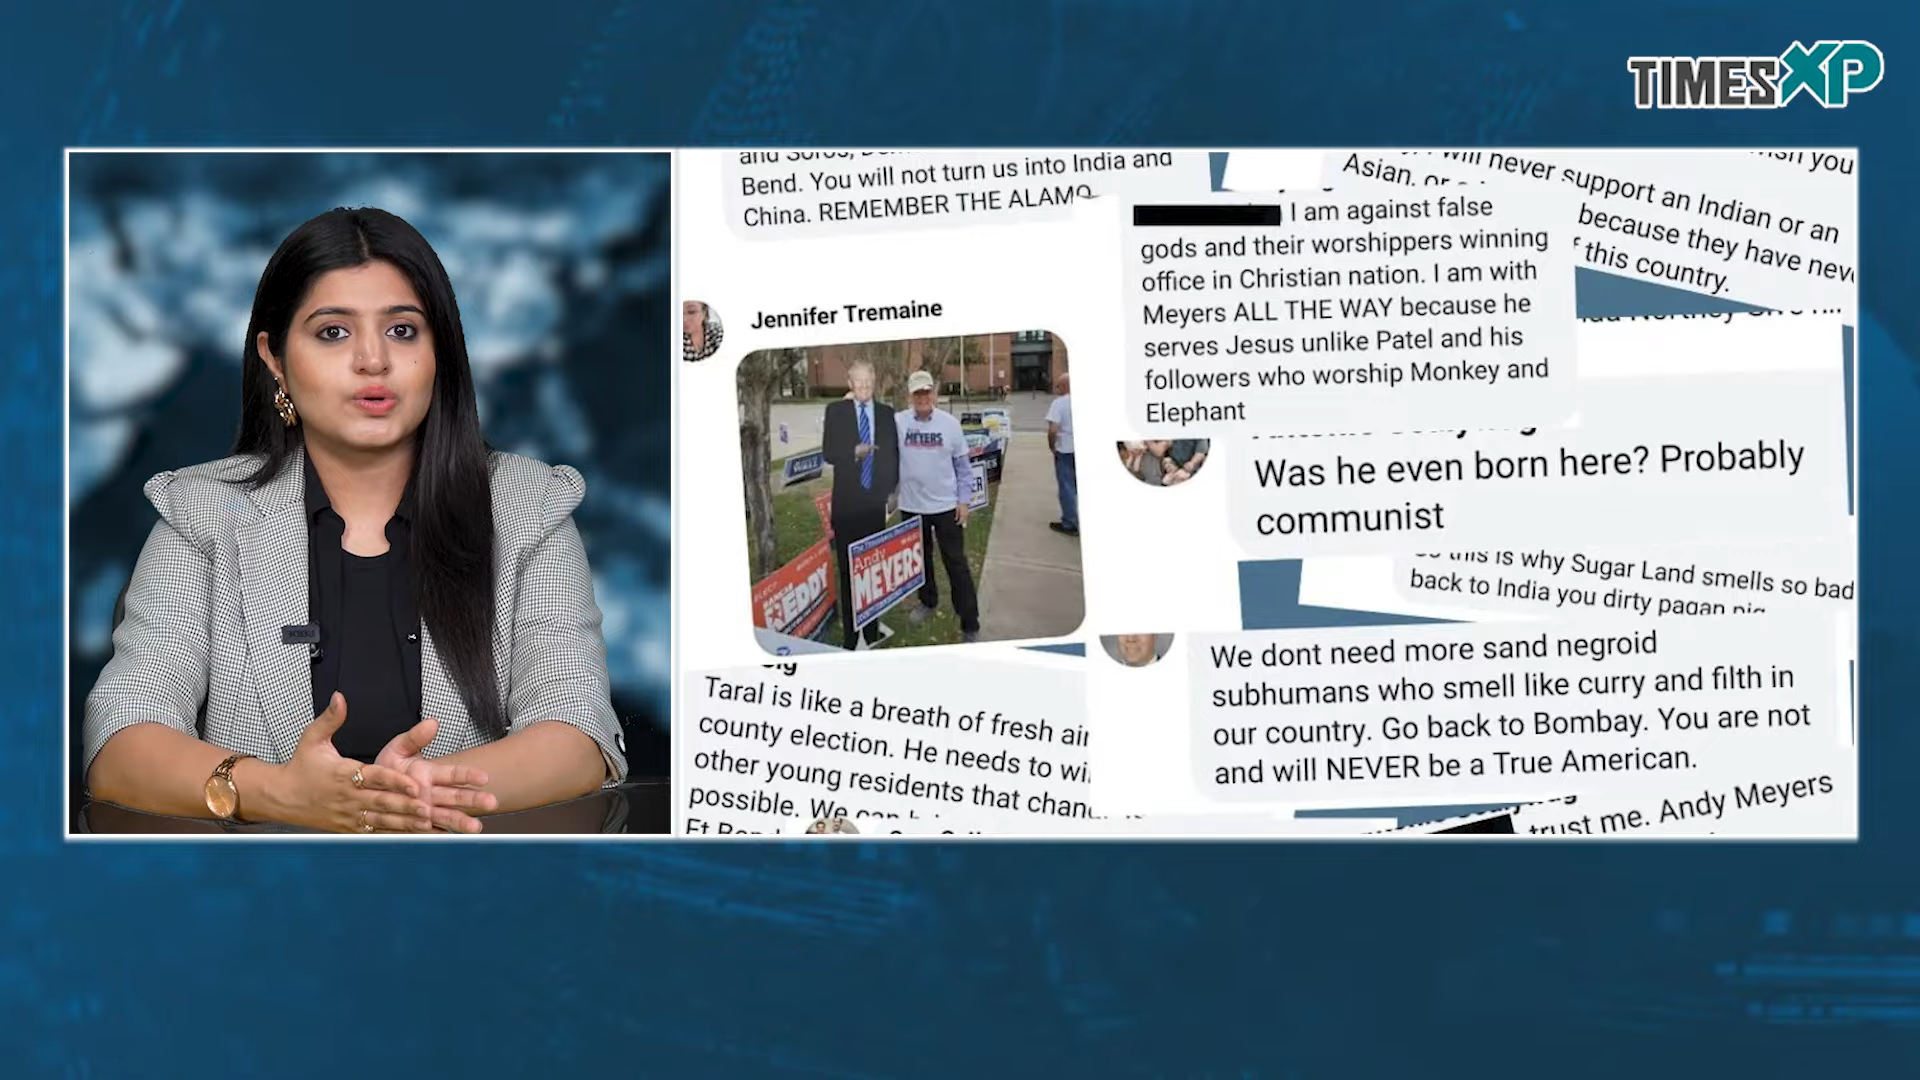 TIMESXP
Bend. You will not turn us into India and
China. REMEMBER THE ALAMO
Jennifer Tremaine
MEYERS
Andy
MEYERS
Taral is like a breath of fresh air
county election. He needs to
other young residents that
possible. We
I am against false
gods and their worshippers winning
office in Christian nation. I am with
Meyers ALL THE WAY because he
serves Jesus unlike Patel and his
followers who worship Monkey and
Elephant
you
will never support an Indian or an
Asian, or
because they have
this country.
Was he even born here? Probably
communist
this is why Sugar Land smells so bad
back to India you dirty pagan
We dont need more sand negroid
subhumans who smell like curry and filth in
our country. Go back to Bombay. You are not
and will NEVER be a True American.
trust me. Andy Meyers